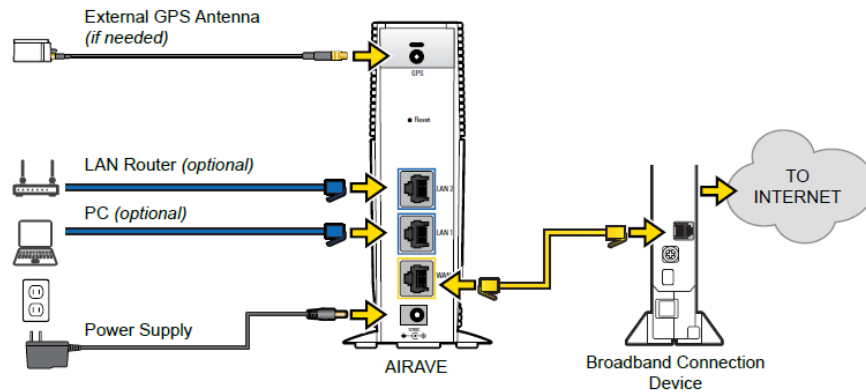 External GPS Antenna
(if needed)
GPS
Reset
LAN Router (optional)
LAN 2
PC (optional)
LAN 1
WAN
Power Supply
12VDC
AIRAVE
TO
INTERNET
Broadband Connection
Device